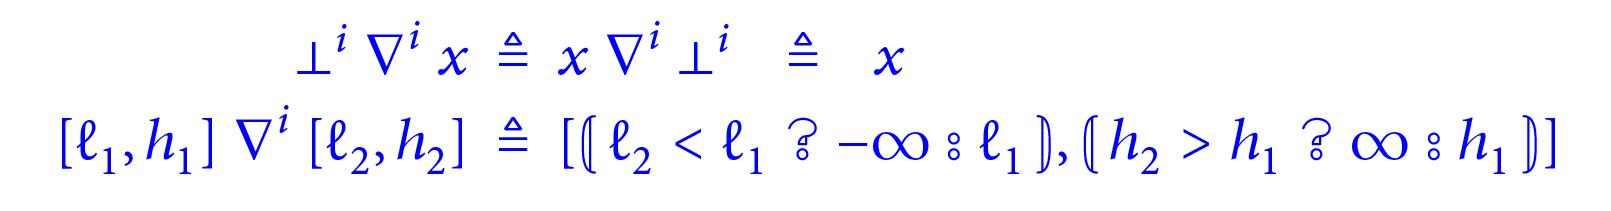 ⊥ⁱ ∇ⁱ x ≜ x ∇ⁱ ⊥ⁱ ≜ x
[ℓ₁, h₁] ∇ⁱ [ℓ₂, h₂] ≜ [⦇ ℓ₂ < ℓ₁ ? −∞ : ℓ₁ ⦈, ⦇ h₂ > h₁ ? ∞ : h₁ ⦈]